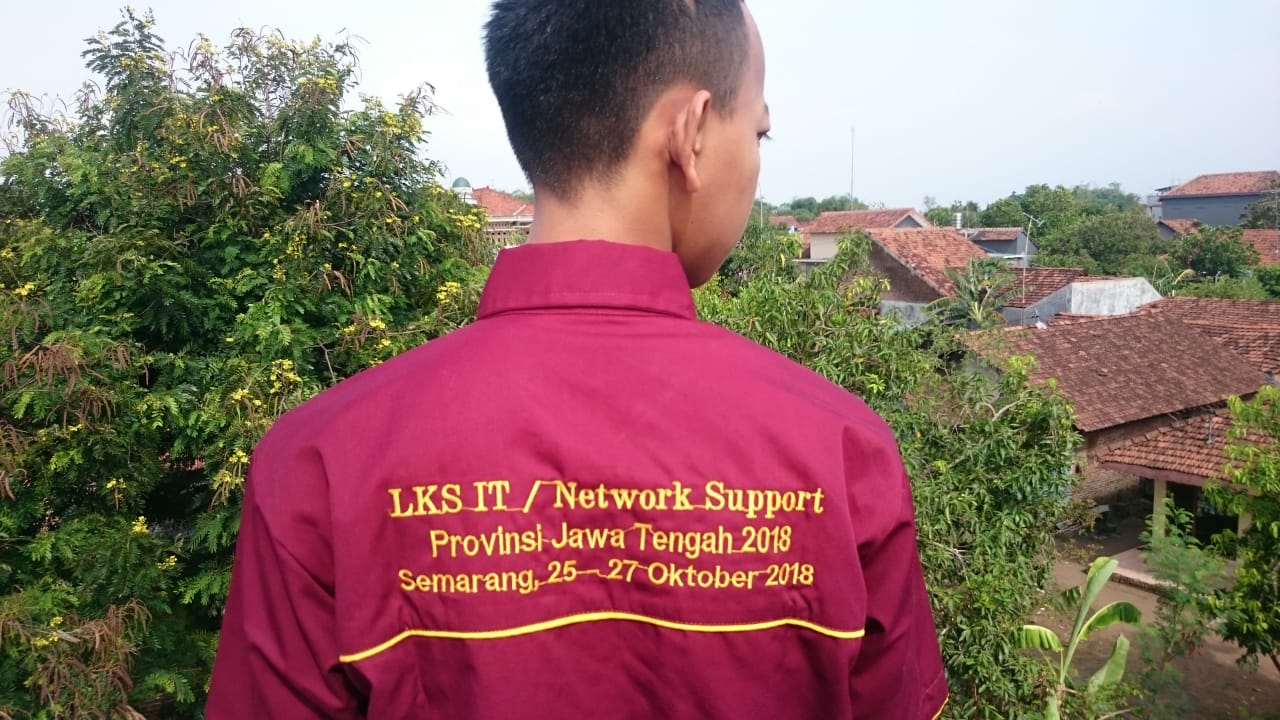 LKS IT / Network Support
Provinsi Jawa Tengah 2018
Semarang, 25 - 27 Oktober 2018